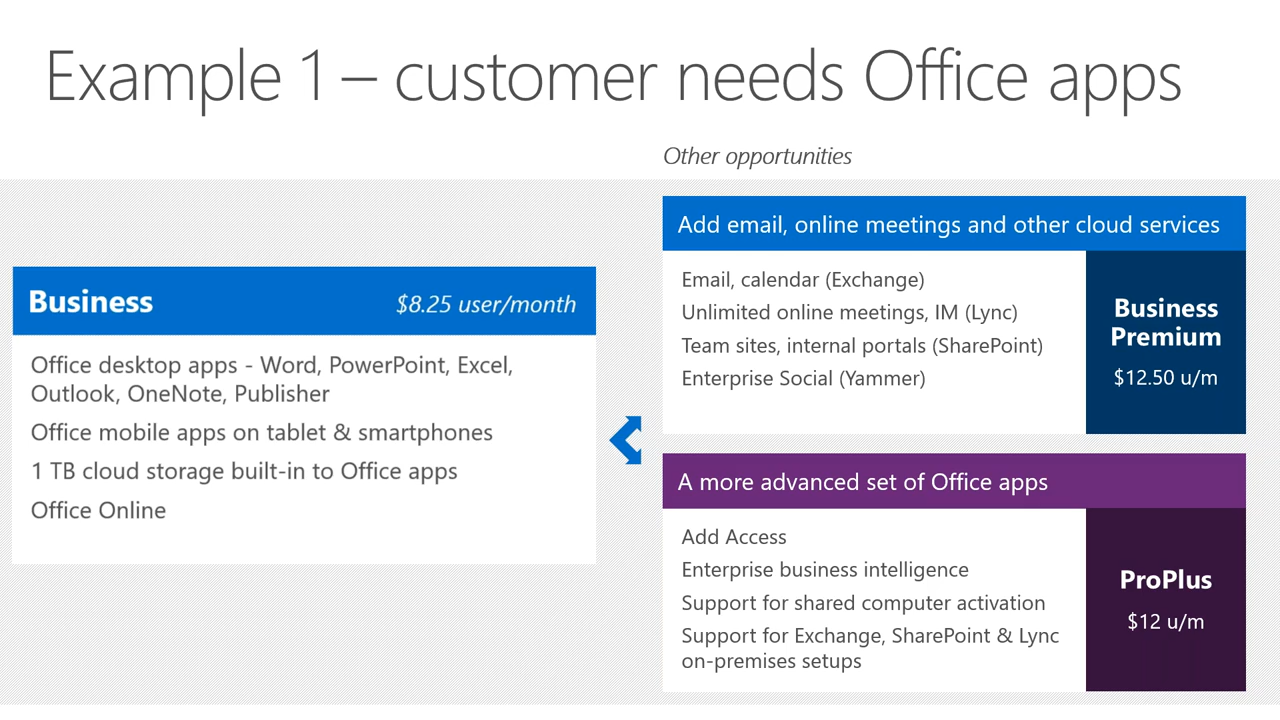 Example 1 – customer needs Office apps
Other opportunities
Business
$8.25 user/month
Office desktop apps - Word, PowerPoint, Excel,
Outlook, OneNote, Publisher
Office mobile apps on tablet & smartphones
1 TB cloud storage built-in to Office apps
Office Online
Add email, online meetings and other cloud services
Email, calendar (Exchange)
Unlimited online meetings, IM (Lync)
Team sites, internal portals (SharePoint)
Enterprise Social (Yammer)
Business
Premium
$12.50 u/m
A more advanced set of Office apps
Add Access
Enterprise business intelligence
Support for shared computer activation
Support for Exchange, SharePoint & Lync
on-premises setups
ProPlus
$12 u/m